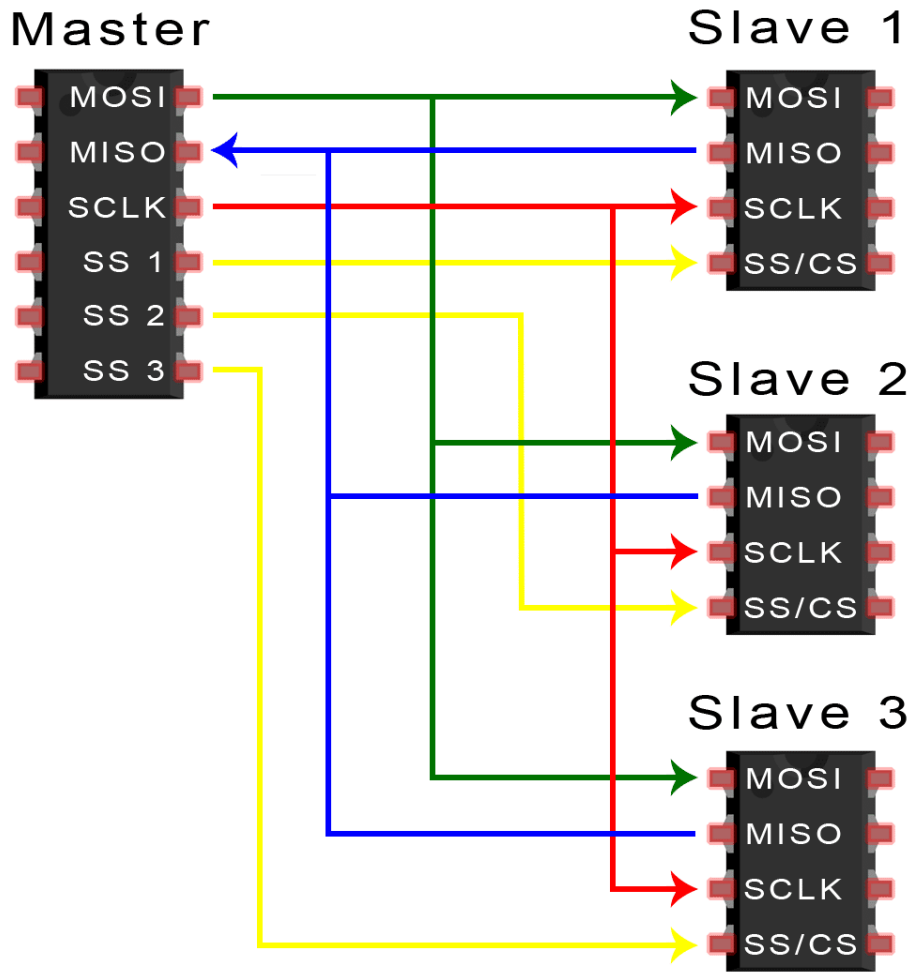 Master
MOSI
MISO
SCLK
SS 1
SS 2
SS 3
Slave 1
MOSI
MISO
SCLK
SS/CS
Slave 2
MOSI
MISO
SCLK
SS/CS
Slave 3
MOSI
MISO
SCLK
SS/CS